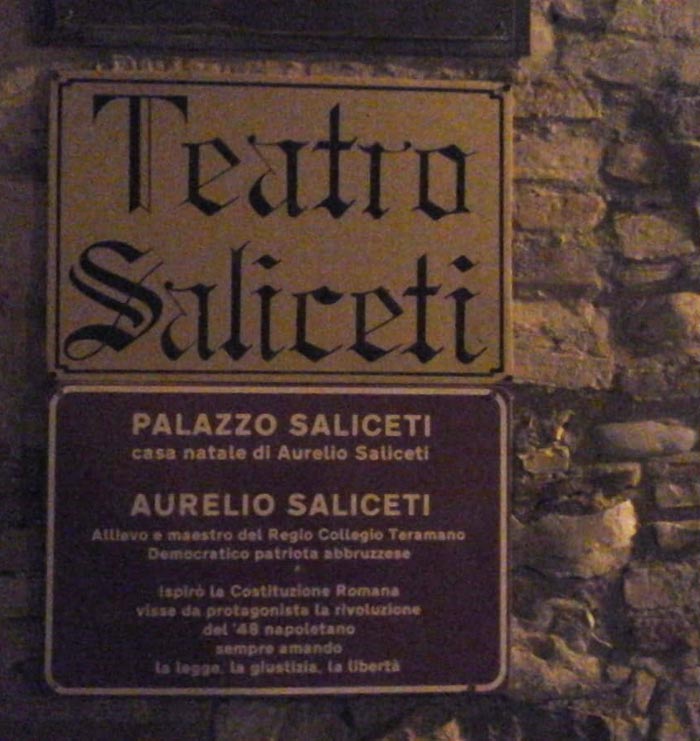 Teatro
Saliceti
PALAZZO SALICETI
casa natale di Aurelio Saliceti
AURELIO SALICETI
Allievo e maestro del Regio Collegio Teramano
Democratico patriota abbruzzese
Ispirò la Costituzione Romana
visse da protagonista la rivoluzione
del '48 napoletano
sempre amando
la legge, la giustizia, la libertà